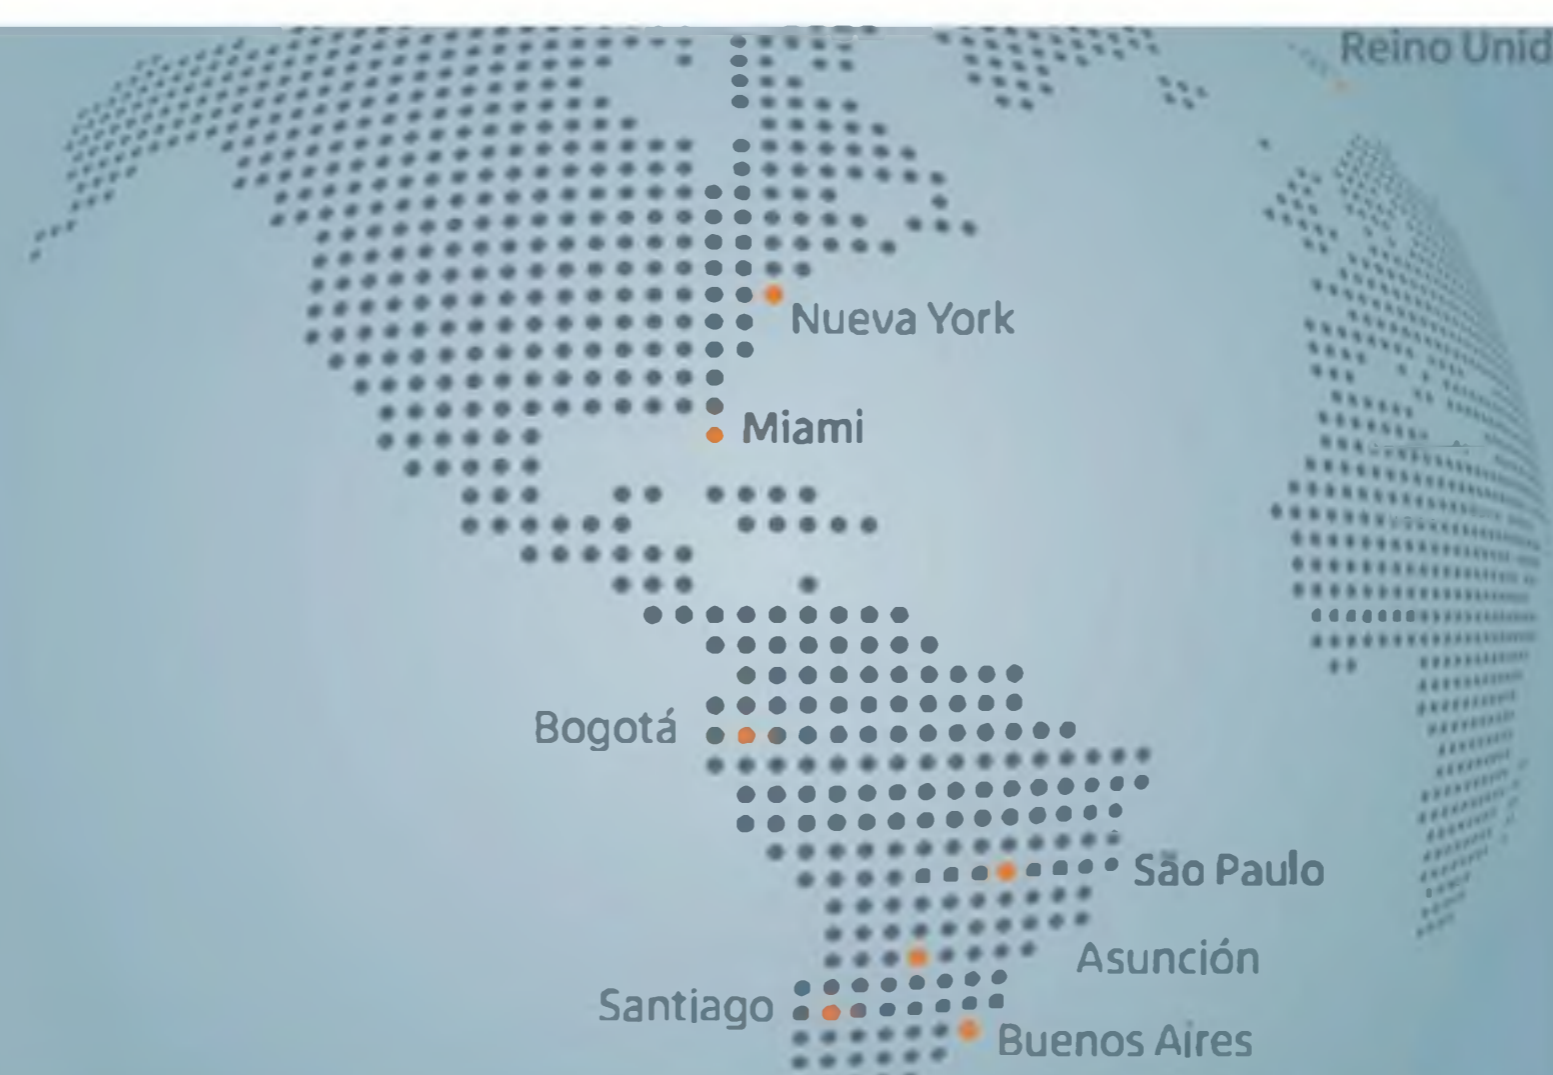 Reino Unid
Nueva York
Miami
Bogotá
São Paulo
Asunción
Santiago
Buenos Aires